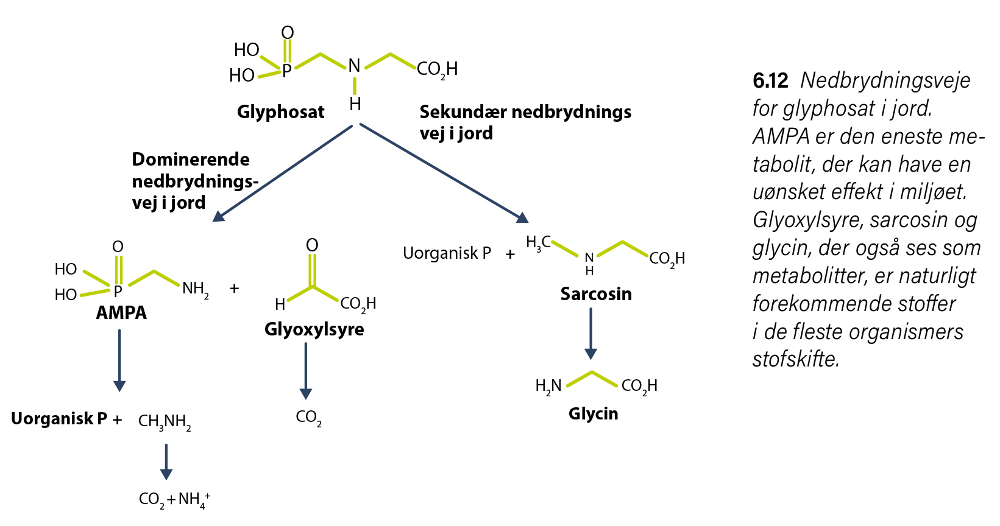 O
HO
HO
P
N
H
CO₂H
Glyphosat
Sekundær nedbrydnings
vej i jord
Dominerende
nedbrydnings-
vej i jord
O
HO
HO
P
NH₂
AMPA
+
O
H
CO₂H
Glyoxylsyre
Uorganisk P +
H₃C
N
H
CO₂H
Sarcosin
H₂N
CO₂H
Glycin
Uorganisk P + CH₃NH₂
CO₂
CO₂ + NH₄⁺
6.12 Nedbrydningsveje
for glyphosat i jord.
AMPA er den eneste me-
tabolit, der kan have en
uønsket effekt i miljøet.
Glyoxylsyre, sarcosin og
glycin, der også ses som
metabolitter, er naturligt
forekommende stoffer
i de fleste organismers
stofskifte.